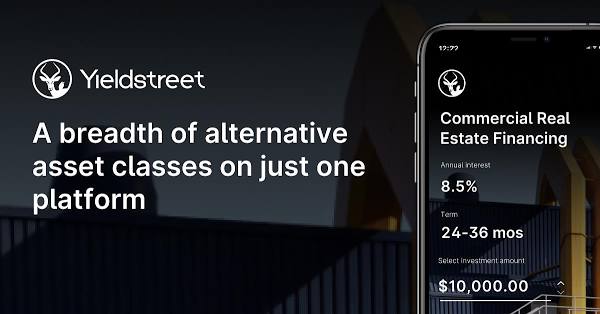 Yieldstreet
A breadth of alternative
asset classes on just one
platform
12:22
Commercial Real
Estate Financing
Annual interest
8.5%
Term
24-36 mos
Select investment amount
$10,000.00